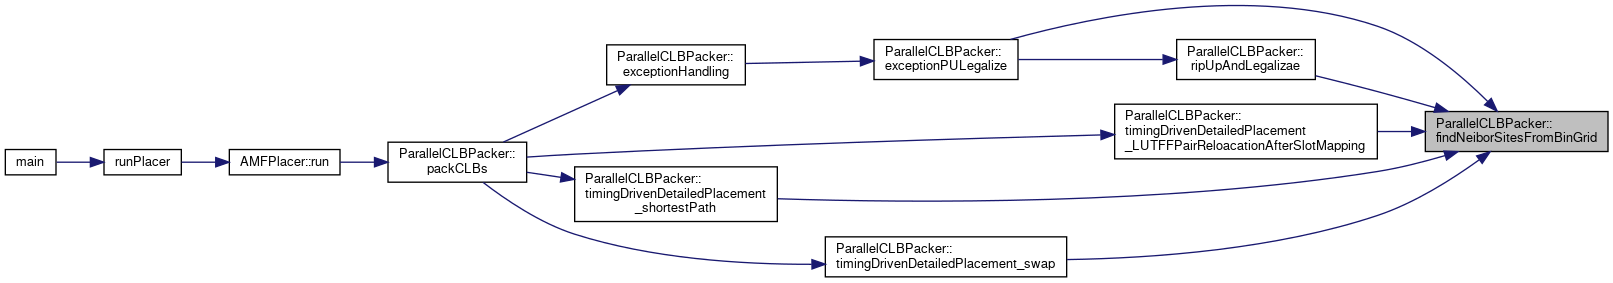 main
runPlacer
AMFPlacer::run
ParallelCLBPacker::
packCLBs
ParallelCLBPacker::
exceptionHandling
ParallelCLBPacker::
exceptionPULegalize
ParallelCLBPacker::
ripUpAndLegalizae
ParallelCLBPacker::
timingDrivenDetailedPlacement
_LUTFFPairReloacationAfterSlotMapping
ParallelCLBPacker::
timingDrivenDetailedPlacement
_shortestPath
ParallelCLBPacker::
timingDrivenDetailedPlacement_swap
ParallelCLBPacker::
findNeiborSitesFromBinGrid